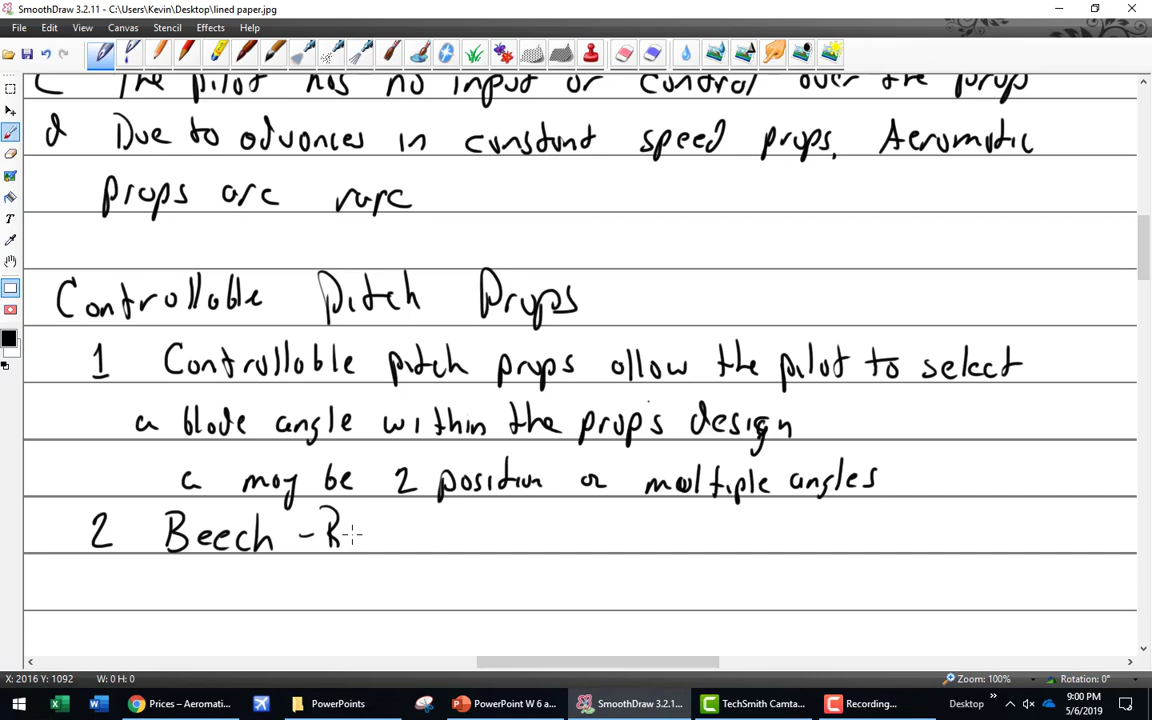 SmoothDraw 3.2.11 - C:\Users\Kevin\Desktop\lined paper.jpg
File Edit View Canvas Stencil Effects Help
C The pilot has no input or control over the prop
d Due to advances in constant speed props, Aeromatic
props are rare
Controllable Pitch Props
1 Controllable pitch props allow the pilot to select
a blade angle within the prop's design
a may be 2 position or multiple angles
2 Beech - R
X: 2016 Y: 1092 W: 0 H: 0 Zoom: 100% Rotation: 0°
Prices – Aeromati... PowerPoints PowerPoint W 6 a... SmoothDraw 3.2.1... TechSmith Camta... Recording... Desktop » 9:00 PM
5/6/2019